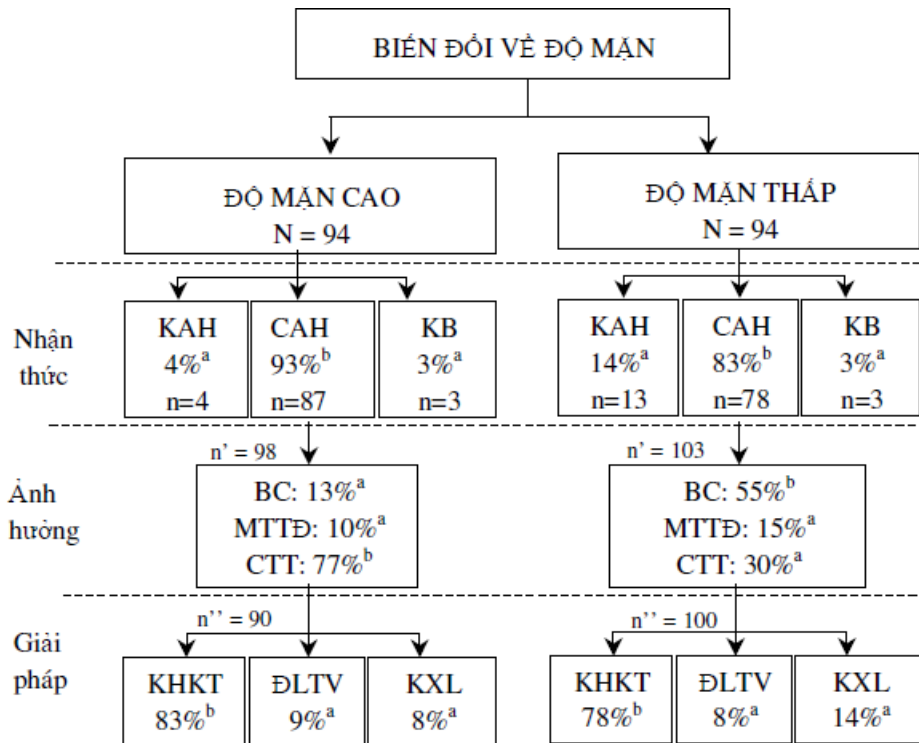 BIẾN ĐỔI VỀ ĐỘ MẶN
ĐỘ MẶN CAO
N = 94
ĐỘ MẶN THẤP
N = 94
Nhận
thức
KAH
4%ᵃ
n=4
CAH
93%ᵇ
n=87
KB
3%ᵃ
n=3
KAH
14%ᵃ
n=13
CAH
83%ᵇ
n=78
KB
3%ᵃ
n=3
Ảnh
hưởng
n' = 98
BC: 13%ᵃ
MTTĐ: 10%ᵃ
CTT: 77%ᵇ
n' = 103
BC: 55%ᵇ
MTTĐ: 15%ᵃ
CTT: 30%ᵃ
Giải
pháp
n'' = 90
KHKT
83%ᵇ
ĐLTV
9%ᵃ
KXL
8%ᵃ
n'' = 100
KHKT
78%ᵇ
ĐLTV
8%ᵃ
KXL
14%ᵃ